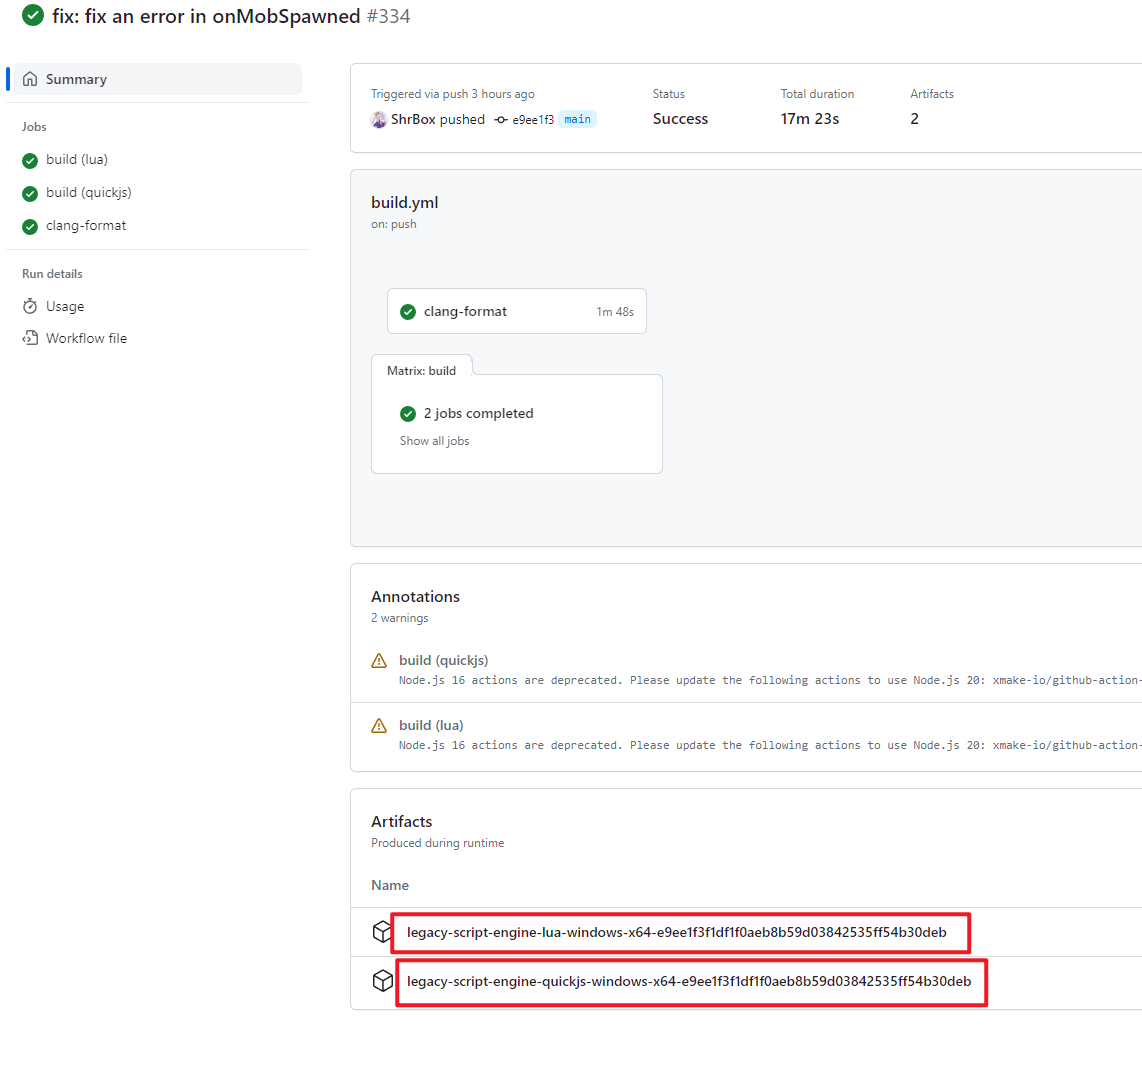 fix: fix an error in onMobSpawned #334
Summary
Jobs
build (lua)
build (quickjs)
clang-format
Run details
Usage
Workflow file
Triggered via push 3 hours ago
ShrBox pushed e9ee1f3 main
Status
Success
Total duration
17m 23s
Artifacts
2
build.yml
on: push
clang-format 1m 48s
Matrix: build
2 jobs completed
Show all jobs
Annotations
2 warnings
build (quickjs)
Node.js 16 actions are deprecated. Please update the following actions to use Node.js 20: xmake-io/github-action-
build (lua)
Node.js 16 actions are deprecated. Please update the following actions to use Node.js 20: xmake-io/github-action-
Artifacts
Produced during runtime
Name
legacy-script-engine-lua-windows-x64-e9ee1f3f1df1f0aeb8b59d03842535ff54b30deb
legacy-script-engine-quickjs-windows-x64-e9ee1f3f1df1f0aeb8b59d03842535ff54b30deb